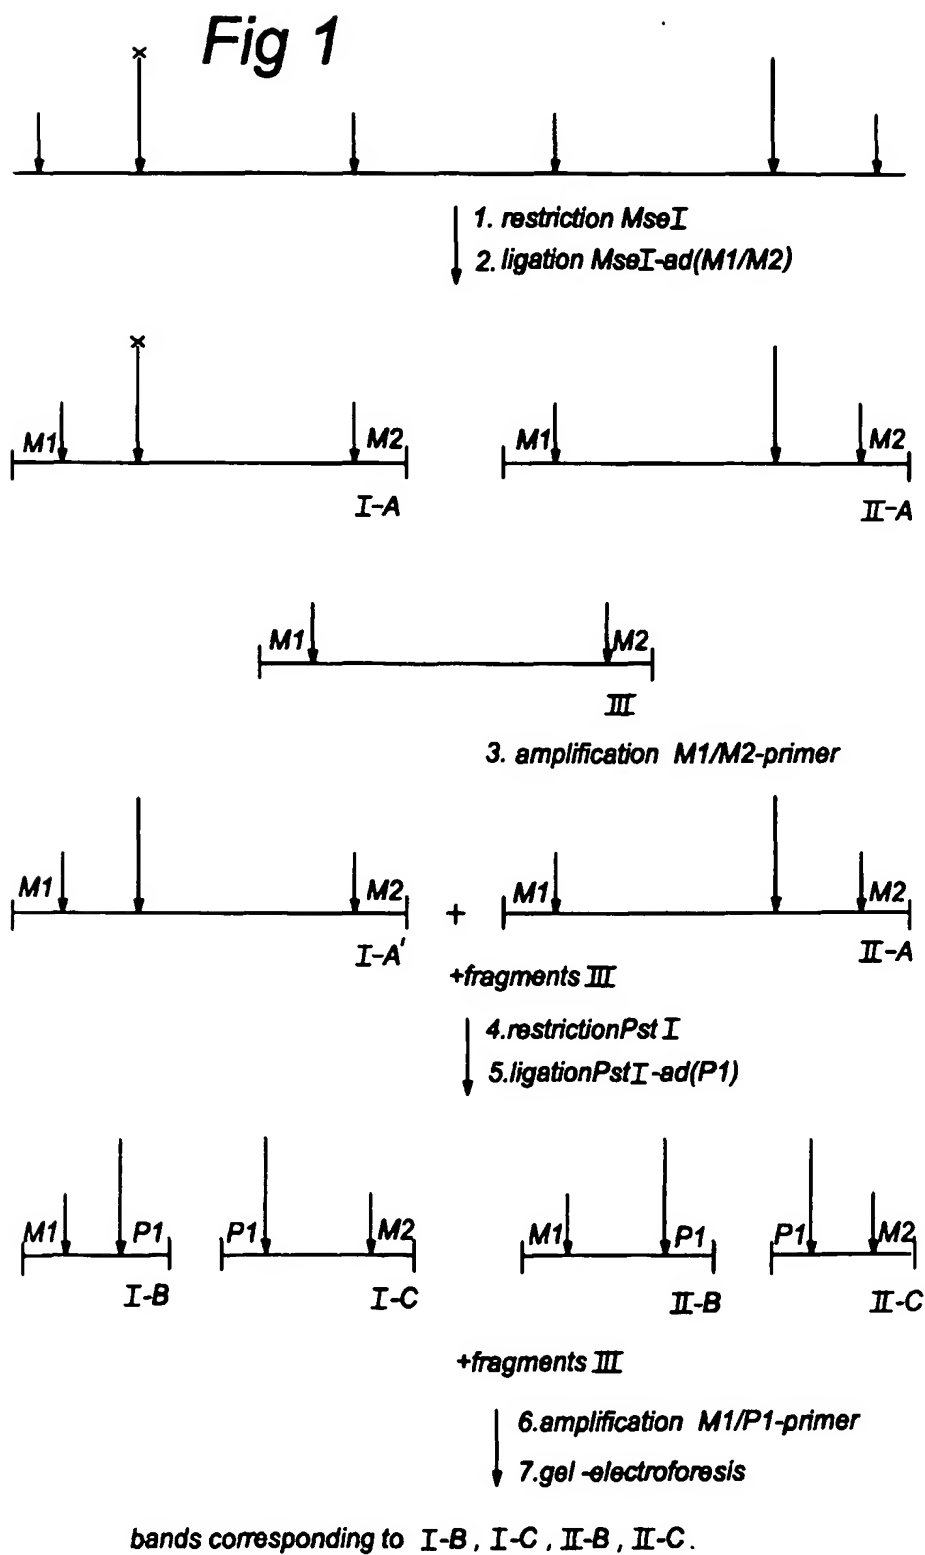 Fig 1
×
1. restriction MseI
2. ligation MseI-ad(M1/M2)
×
M1 M2 M1 M2
I-A II-A
M1 M2
III
3. amplification M1/M2-primer
M1 M2 + M1 M2
I-A' II-A
+fragments III
4.restrictionPst I
5.ligationPstI-ad(P1)
M1 P1 P1 M2 M1 P1 P1 M2
I-B I-C II-B II-C
+fragments III
6.amplification M1/P1-primer
7.gel-electroforesis
bands corresponding to I-B, I-C, II-B, II-C.